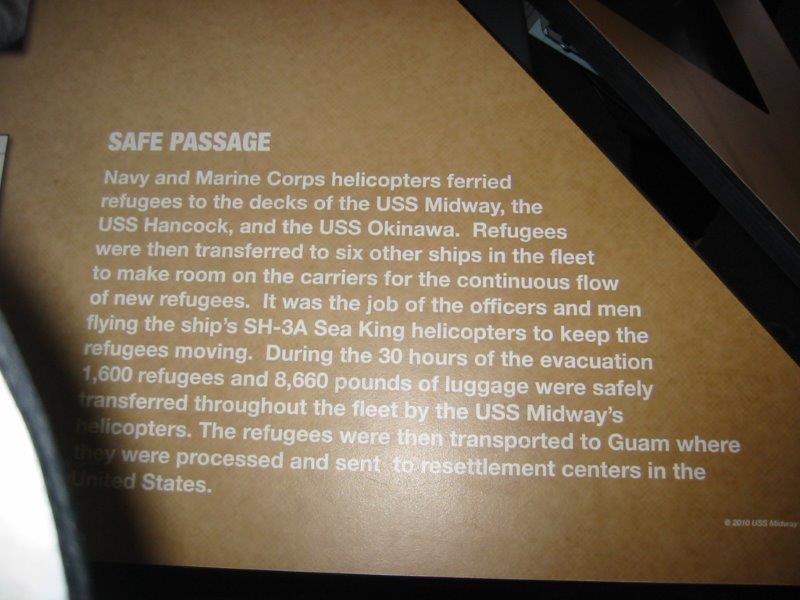 SAFE PASSAGE
Navy and Marine Corps helicopters ferried
refugees to the decks of the USS Midway, the
USS Hancock, and the USS Okinawa. Refugees
were then transferred to six other ships in the fleet
to make room on the carriers for the continuous flow
of new refugees. It was the job of the officers and men
flying the ship's SH-3A Sea King helicopters to keep the
refugees moving. During the 30 hours of the evacuation
1,600 refugees and 8,660 pounds of luggage were safely
transferred throughout the fleet by the USS Midway's
helicopters. The refugees were then transported to Guam where
they were processed and sent to resettlement centers in the
United States.
© 2010 USS Midway